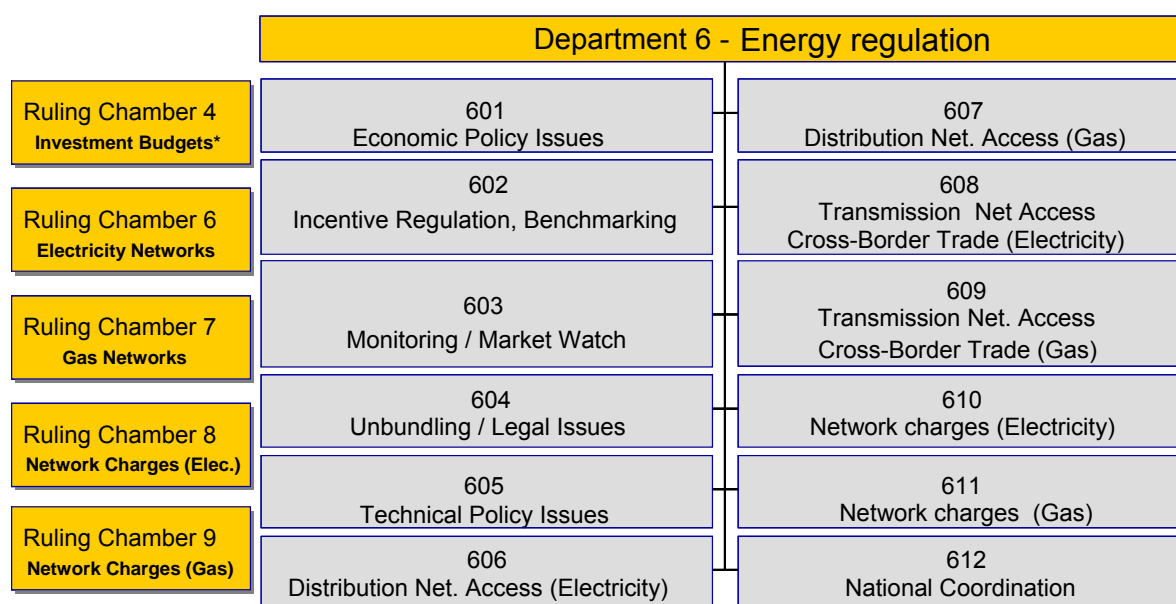 Department 6 - Energy regulation
Ruling Chamber 4
Investment Budgets*
Ruling Chamber 6
Electricity Networks
Ruling Chamber 7
Gas Networks
Ruling Chamber 8
Network Charges (Elec.)
Ruling Chamber 9
Network Charges (Gas)
601
Economic Policy Issues
602
Incentive Regulation, Benchmarking
603
Monitoring / Market Watch
604
Unbundling / Legal Issues
605
Technical Policy Issues
606
Distribution Net. Access (Electricity)
607
Distribution Net. Access (Gas)
608
Transmission Net Access
Cross-Border Trade (Electricity)
609
Transmission Net. Access
Cross-Border Trade (Gas)
610
Network charges (Electricity)
611
Network charges (Gas)
612
National Coordination